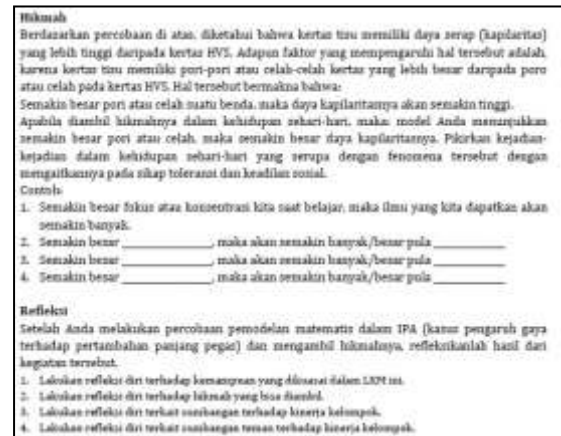 Hikmah
Berdasarkan percobaan di atas, diketahui bahwa kertas tisu memiliki daya serap (kapilaritas)
yang lebih tinggi daripada kertas HVS. Adapun faktor yang mempengaruhi hal tersebut adalah,
karena kertas tisu memiliki pori-pori atau celah-celah kertas yang lebih besar daripada poro
atau celah pada kertas HVS. Hal tersebut bermakna bahwa:
Semakin besar pori atau celah suatu benda, maka daya kapilaritasnya akan semakin tinggi.
Apabila diambil hikmahnya dalam kehidupan sehari-hari, maka: model Anda menunjukkan
semakin besar pori atau celah, maka semakin besar daya kapilaritasnya. Pikirkan kejadian-
kejadian dalam kehidupan sehari-hari yang serupa dengan fenomena tersebut dengan
mengaitkannya pada sikap toleransi dan keadilan sosial.
Contoh:
1. Semakin besar fokus atau konsentrasi kita saat belajar, maka ilmu yang kita dapatkan akan
semakin banyak.
2. Semakin besar ____________, maka akan semakin banyak/besar pula __________
3. Semakin besar ____________, maka akan semakin banyak/besar pula __________
4. Semakin besar ____________, maka akan semakin banyak/besar pula __________
Refleksi
Setelah Anda melakukan percobaan pemodelan matematis dalam IPA (kasus pengaruh gaya
terhadap pertambahan panjang pegas) dan mengambil hikmahnya, refleksikanlah hasil dari
kegiatan tersebut.
1. Lakukan refleksi diri terhadap kemampuan yang dikuasai dalam LKM ini.
2. Lakukan refleksi diri terhadap hikmah yang bisa diambil.
3. Lakukan refleksi diri terkait sumbangan terhadap kinerja kelompok.
4. Lakukan refleksi diri terkait sumbangan teman terhadap kinerja kelompok.